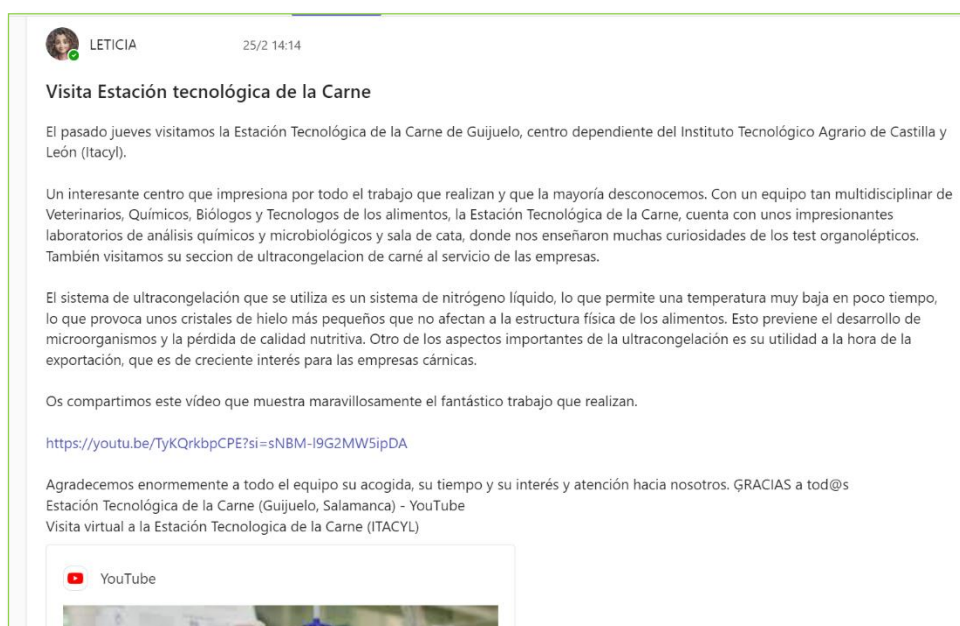 LETICIA 25/2 14:14
Visita Estación tecnológica de la Carne
El pasado jueves visitamos la Estación Tecnológica de la Carne de Guijuelo, centro dependiente del Instituto Tecnológico Agrario de Castilla y
León (Itacyl).
Un interesante centro que impresiona por todo el trabajo que realizan y que la mayoría desconocemos. Con un equipo tan multidisciplinar de
Veterinarios, Químicos, Biólogos y Tecnologos de los alimentos, la Estación Tecnológica de la Carne, cuenta con unos impresionantes
laboratorios de análisis químicos y microbiológicos y sala de cata, donde nos enseñaron muchas curiosidades de los test organolépticos.
También visitamos su seccion de ultracongelacion de carné al servicio de las empresas.
El sistema de ultracongelación que se utiliza es un sistema de nitrógeno líquido, lo que permite una temperatura muy baja en poco tiempo,
lo que provoca unos cristales de hielo más pequeños que no afectan a la estructura física de los alimentos. Esto previene el desarrollo de
microorganismos y la pérdida de calidad nutritiva. Otro de los aspectos importantes de la ultracongelación es su utilidad a la hora de la
exportación, que es de creciente interés para las empresas cárnicas.
Os compartimos este vídeo que muestra maravillosamente el fantástico trabajo que realizan.
https://youtu.be/TyKQrkbpCPE?si=sNBM-I9G2MW5ipDA
Agradecemos enormemente a todo el equipo su acogida, su tiempo y su interés y atención hacia nosotros. GRACIAS a tod@s
Estación Tecnológica de la Carne (Guijuelo, Salamanca) - YouTube
Visita virtual a la Estación Tecnologica de la Carne (ITACYL)
YouTube